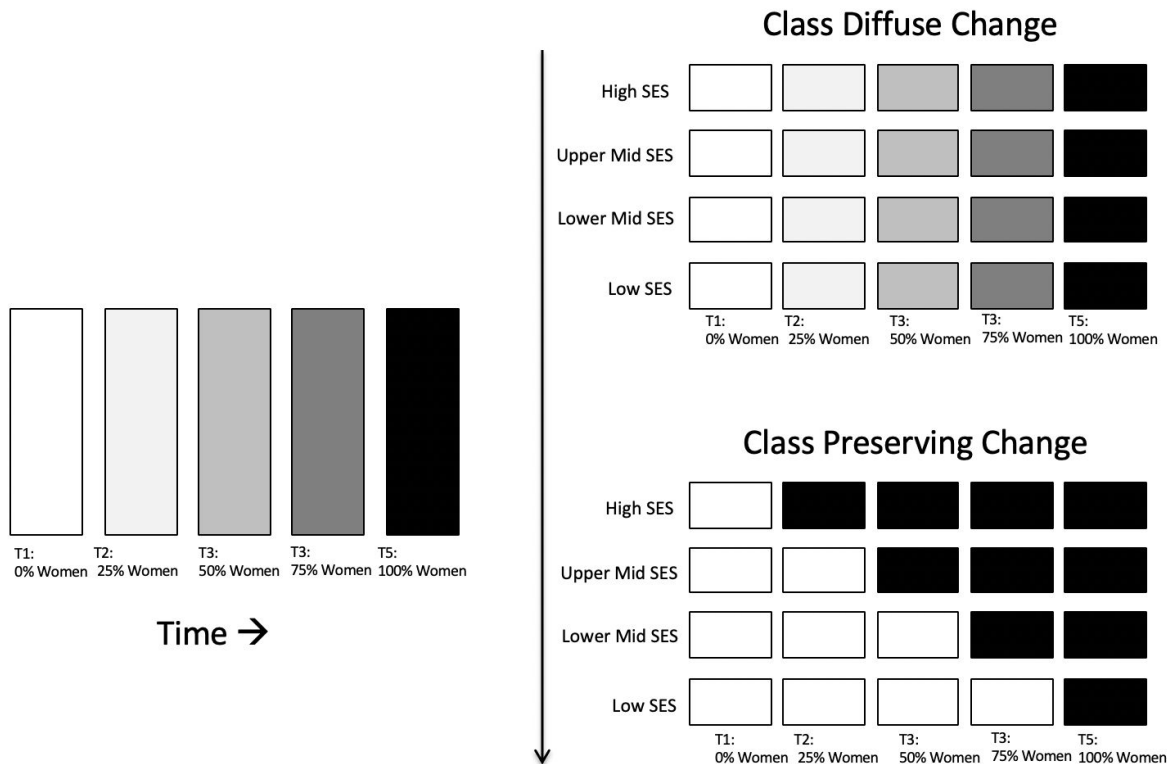 T1:
0% Women
T2:
25% Women
T3:
50% Women
T3:
75% Women
T5:
100% Women
Time →
Class Diffuse Change
High SES
Upper Mid SES
Lower Mid SES
Low SES
T1:
0% Women
T2:
25% Women
T3:
50% Women
T3:
75% Women
T5:
100% Women
Class Preserving Change
High SES
Upper Mid SES
Lower Mid SES
Low SES
T1:
0% Women
T2:
25% Women
T3:
50% Women
T3:
75% Women
T5:
100% Women